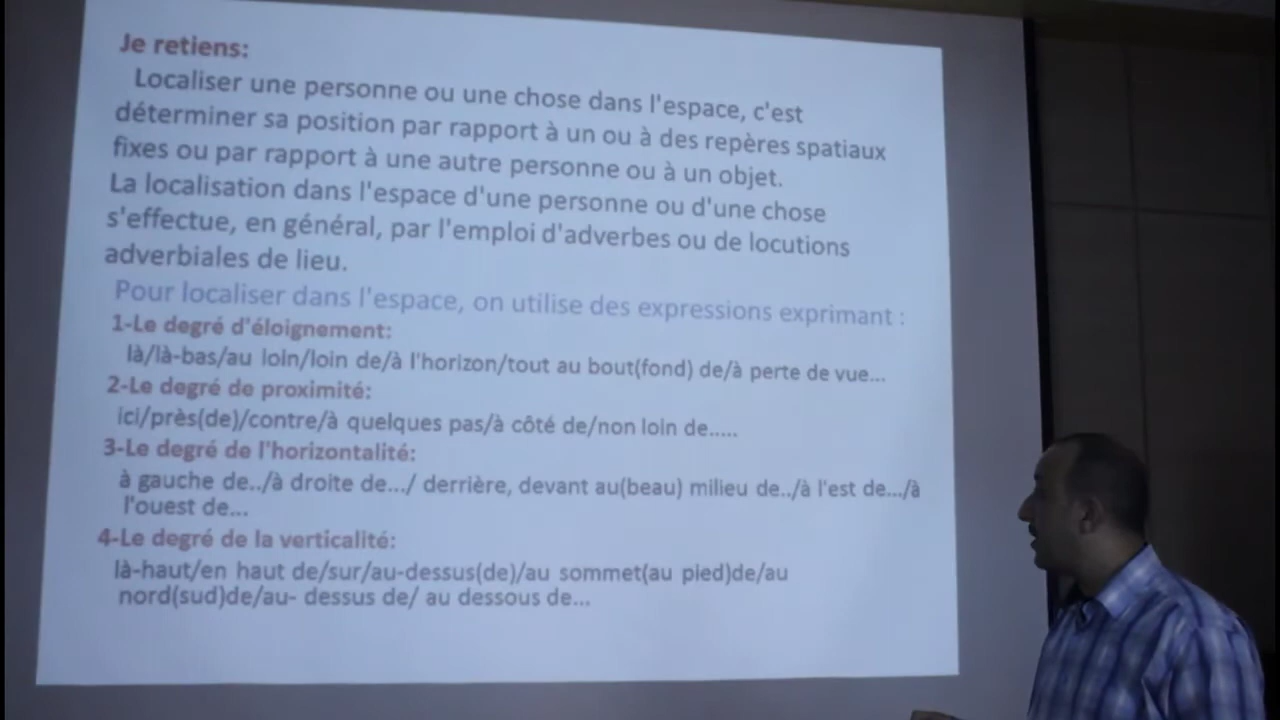 Je retiens:
Localiser une personne ou une chose dans l'espace, c'est
déterminer sa position par rapport à un ou à des repères spatiaux
fixes ou par rapport à une autre personne ou à un objet.
La localisation dans l'espace d'une personne ou d'une chose
s'effectue, en général, par l'emploi d'adverbes ou de locutions
adverbiales de lieu.
Pour localiser dans l'espace, on utilise des expressions exprimant :
1-Le degré d'éloignement:
là/là-bas/au loin/loin de/à l'horizon/tout au bout(fond) de/à perte de vue...
2-Le degré de proximité:
ici/près(de)/contre/à quelques pas/à côté de/non loin de.....
3-Le degré de l'horizontalité:
à gauche de../à droite de.../ derrière, devant au(beau) milieu de../à l'est de.../à
l'ouest de...
4-Le degré de la verticalité:
là-haut/en haut de/sur/au-dessus(de)/au sommet(au pied)de/au
nord(sud)de/au- dessus de/ au dessous de...